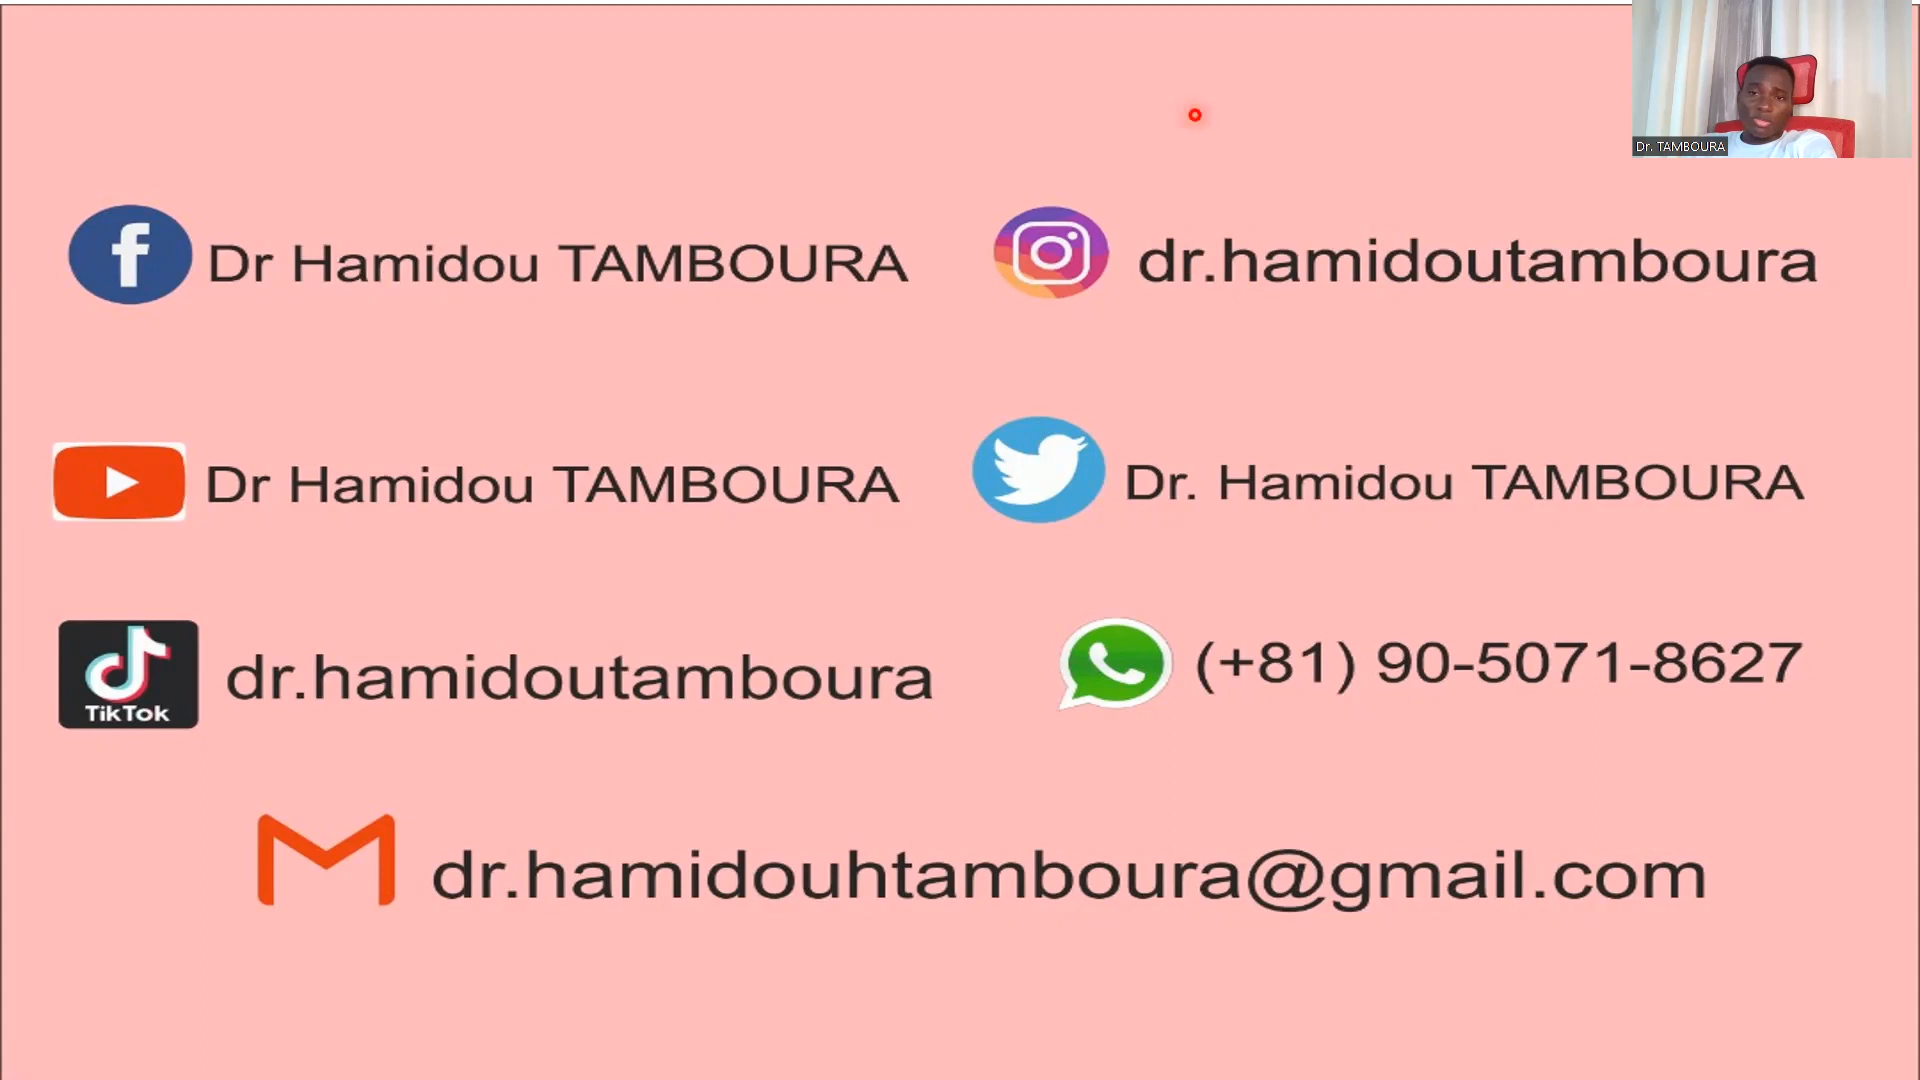 Dr. TAMBOURA
Dr Hamidou TAMBOURA
dr.hamidoutamboura
Dr Hamidou TAMBOURA
Dr. Hamidou TAMBOURA
TikTok
dr.hamidoutamboura
(+81) 90-5071-8627
dr.hamidouhtamboura@gmail.com